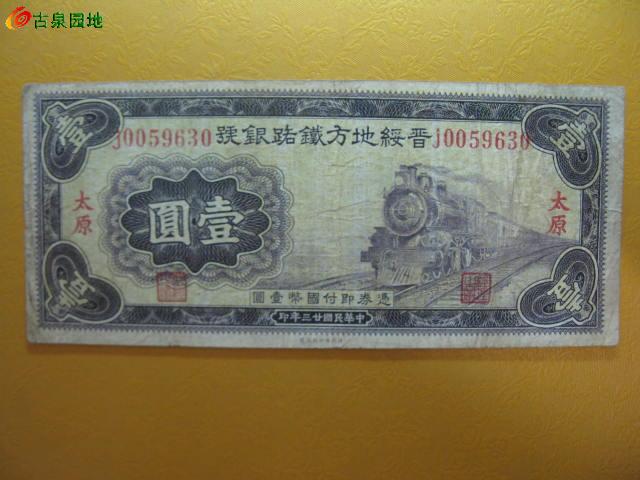 古泉园地
晋綏地方鐵路銀號
J0059630
J0059630
壹
壹
太原
太原
壹圓
憑券即付國幣壹圓
中華民國廿三年印
壹
壹